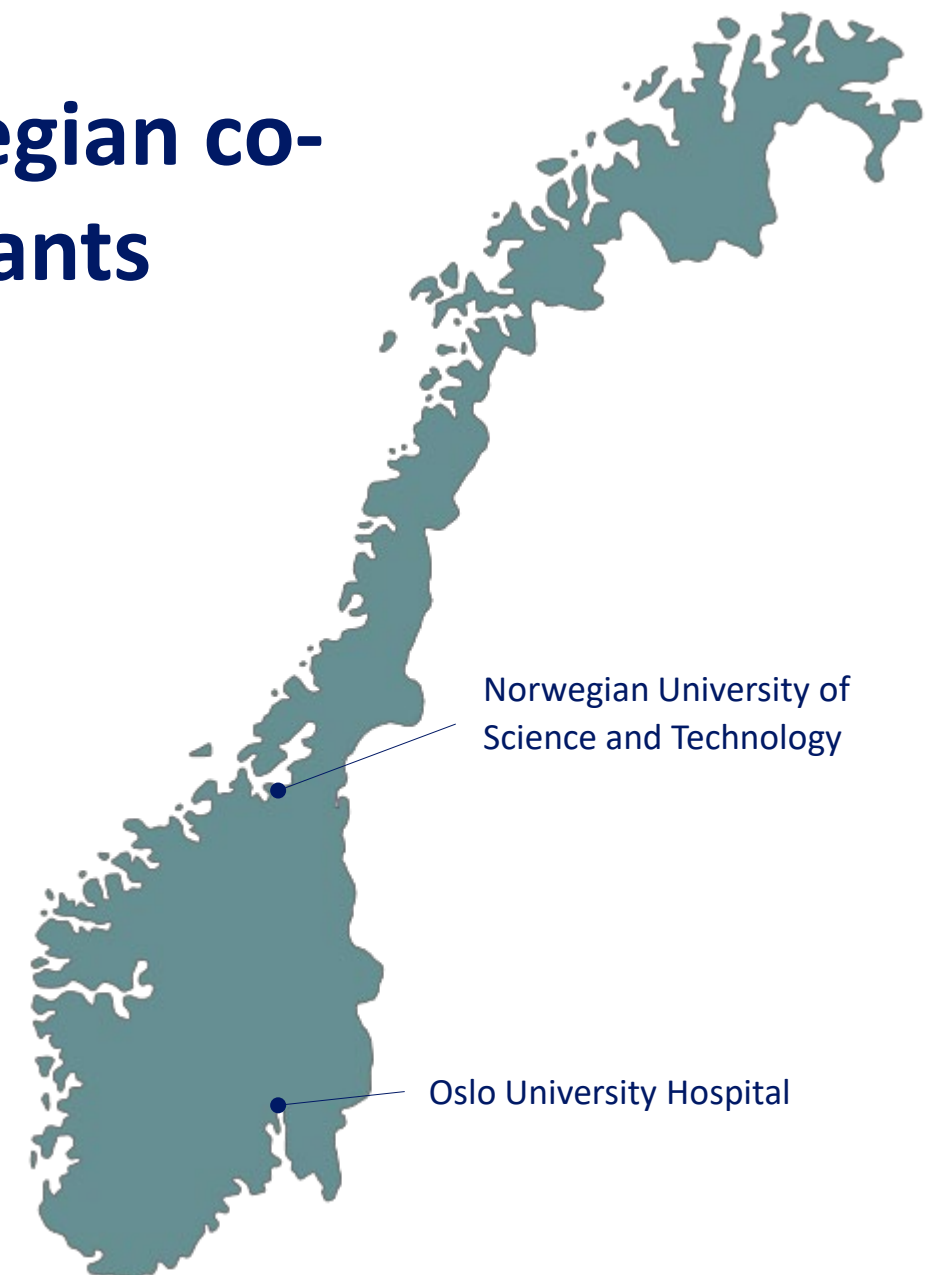 egian co-
ants
Norwegian University of
Science and Technology
Oslo University Hospital